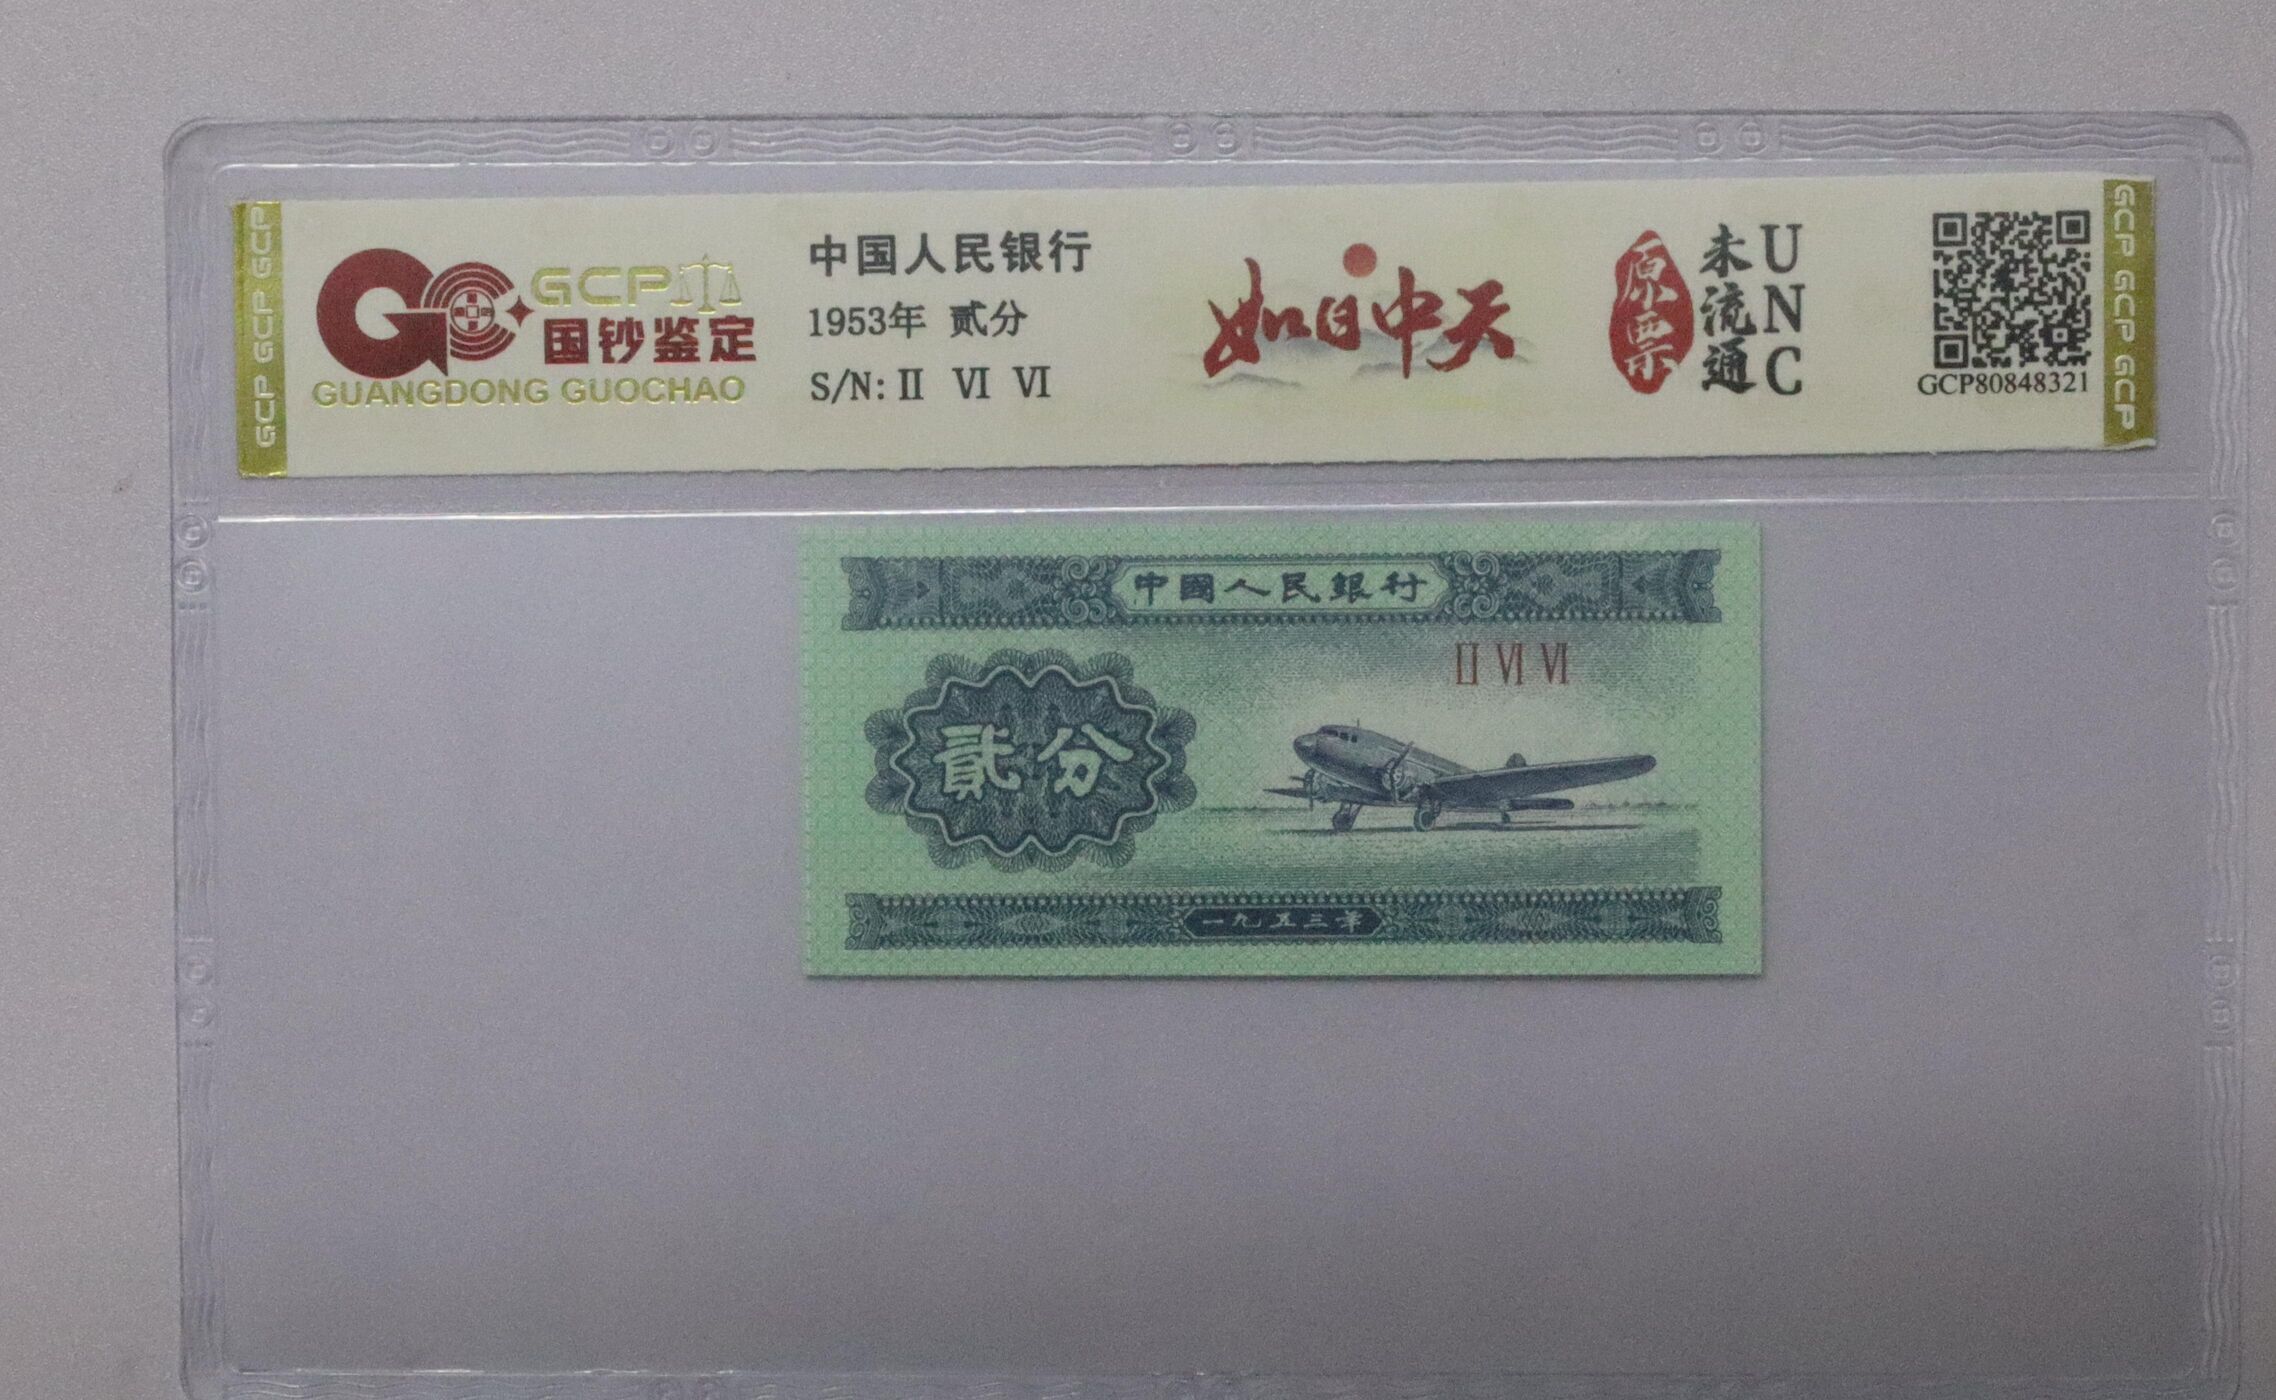 GCP GCP GCP
GCP
国钞鉴定
GUANGDONG GUOCHAO
中国人民银行
1953年 贰分
S/N: II VI VI
如日中天
原票
未流通
UNC
GCP80848321
GCP GCP GCP
中國人民銀行
II VI VI
貳分
一九五三年